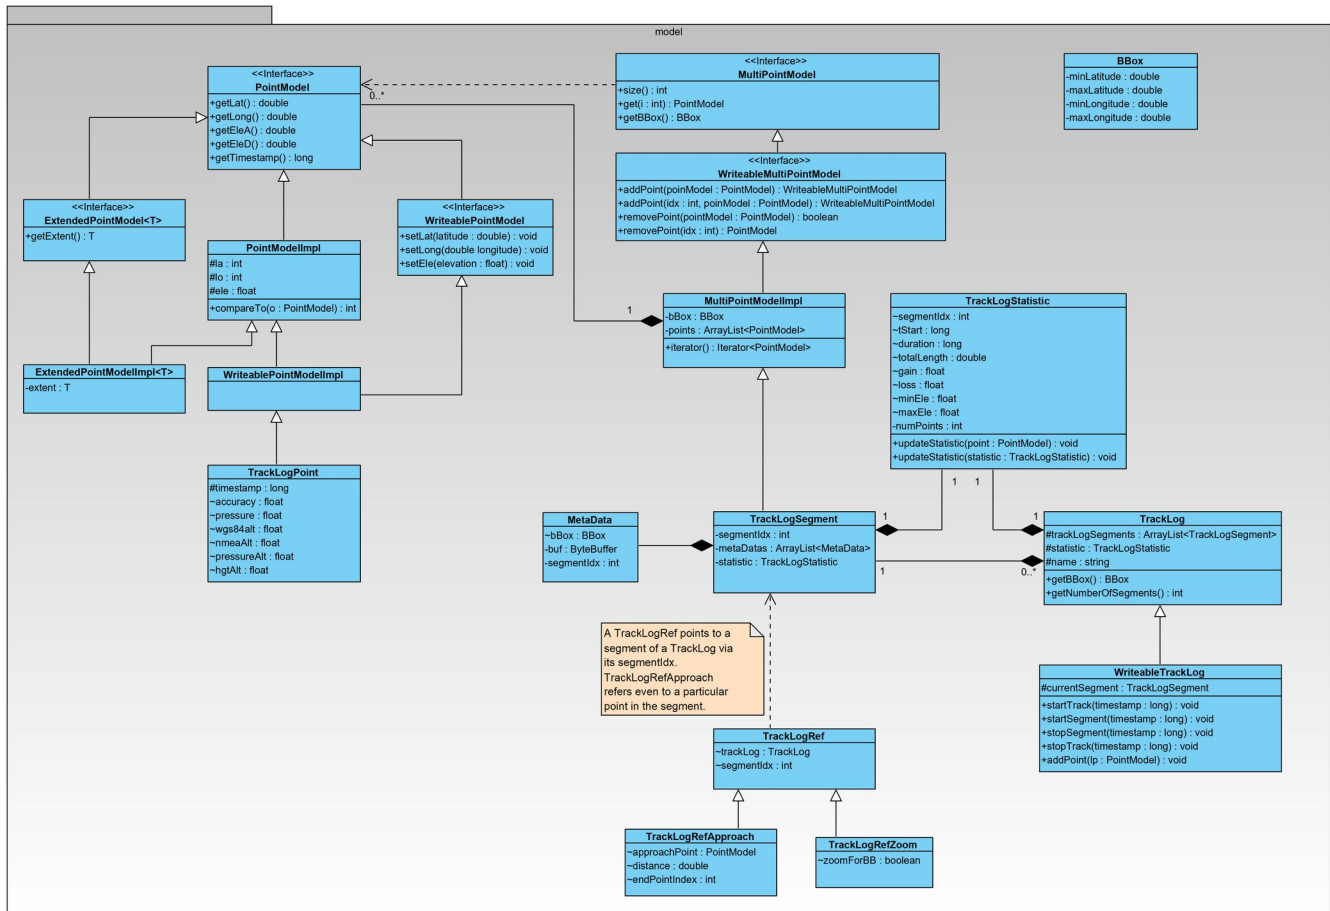 model
<<Interface>>
PointModel
+getLat() : double
+getLong() : double
+getEleA() : double
+getEleD() : double
+getTimestamp() : long
0..*
<<Interface>>
MultiPointModel
+size() : int
+get(i : int) : PointModel
+getBBox() : BBox
BBox
-minLatitude : double
-maxLatitude : double
-minLongitude : double
-maxLongitude : double
<<Interface>>
WriteableMultiPointModel
+addPoint(poinModel : PointModel) : WriteableMultiPointModel
+addPoint(idx : int, poinModel : PointModel) : WriteableMultiPointModel
+removePoint(pointModel : PointModel) : boolean
+removePoint(idx : int) : PointModel
<<Interface>>
ExtendedPointModel<T>
+getExtent() : T
PointModelImpl
#la : int
#lo : int
#ele : float
+compareTo(o : PointModel) : int
<<Interface>>
WriteablePointModel
+setLat(latitude : double) : void
+setLong(double longitude) : void
+setEle(elevation : float) : void
1
MultiPointModelImpl
-bBox : BBox
-points : ArrayList<PointModel>
+iterator() : Iterator<PointModel>
TrackLogStatistic
~segmentIdx : int
~tStart : long
~duration : long
~totalLength : double
~gain : float
~loss : float
~minEle : float
~maxEle : float
-numPoints : int
+updateStatistic(point : PointModel) : void
+updateStatistic(statistic : TrackLogStatistic) : void
ExtendedPointModelImpl<T>
-extent : T
WriteablePointModelImpl
TrackLogPoint
#timestamp : long
~accuracy : float
~pressure : float
~wgs84alt : float
~nmeaAlt : float
~pressureAlt : float
~hgtAlt : float
1
1
MetaData
~bBox : BBox
-buf : ByteBuffer
-segmentIdx : int
TrackLogSegment
-segmentIdx : int
-metaDatas : ArrayList<MetaData>
-statistic : TrackLogStatistic
1
1
1
0..*
TrackLog
#trackLogSegments : ArrayList<TrackLogSegment>
#statistic : TrackLogStatistic
#name : string
+getBBox() : BBox
+getNumberOfSegments() : int
A TrackLogRef points to a
segment of a TrackLog via
its segmentIdx.
TrackLogRefApproach
refers even to a particular
point in the segment.
WriteableTrackLog
#currentSegment : TrackLogSegment
+startTrack(timestamp : long) : void
+startSegment(timestamp : long) : void
+stopSegment(timestamp : long) : void
+stopTrack(timestamp : long) : void
+addPoint(lp : PointModel) : void
TrackLogRef
~trackLog : TrackLog
~segmentIdx : int
TrackLogRefApproach
~approachPoint : PointModel
~distance : double
~endPointIndex : int
TrackLogRefZoom
~zoomForBB : boolean